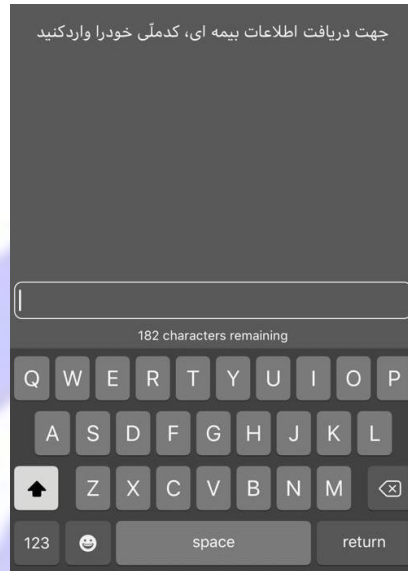 جهت دریافت اطلاعات بیمه ای، کدملّی خودرا واردکنید
182 characters remaining
Q W E R T Y U I O P
A S D F G H J K L
Z X C V B N M
123 space return